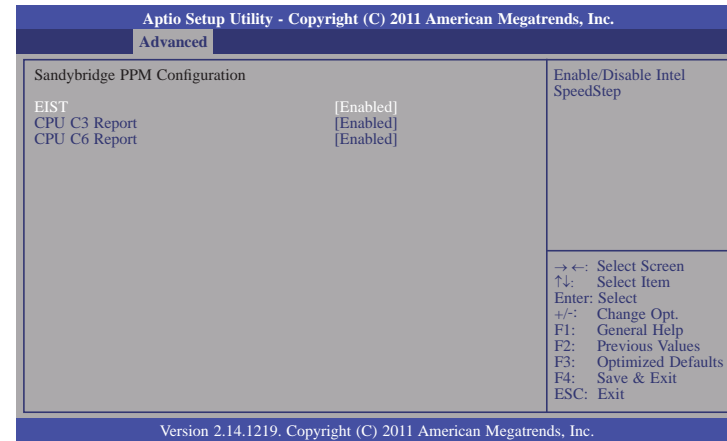 Aptio Setup Utility - Copyright (C) 2011 American Megatrends, Inc.
Advanced
Sandybridge PPM Configuration
EIST [Enabled]
CPU C3 Report [Enabled]
CPU C6 Report [Enabled]
Enable/Disable Intel
SpeedStep
→ ←: Select Screen
↑↓: Select Item
Enter: Select
+/-: Change Opt.
F1: General Help
F2: Previous Values
F3: Optimized Defaults
F4: Save & Exit
ESC: Exit
Version 2.14.1219. Copyright (C) 2011 American Megatrends, Inc.